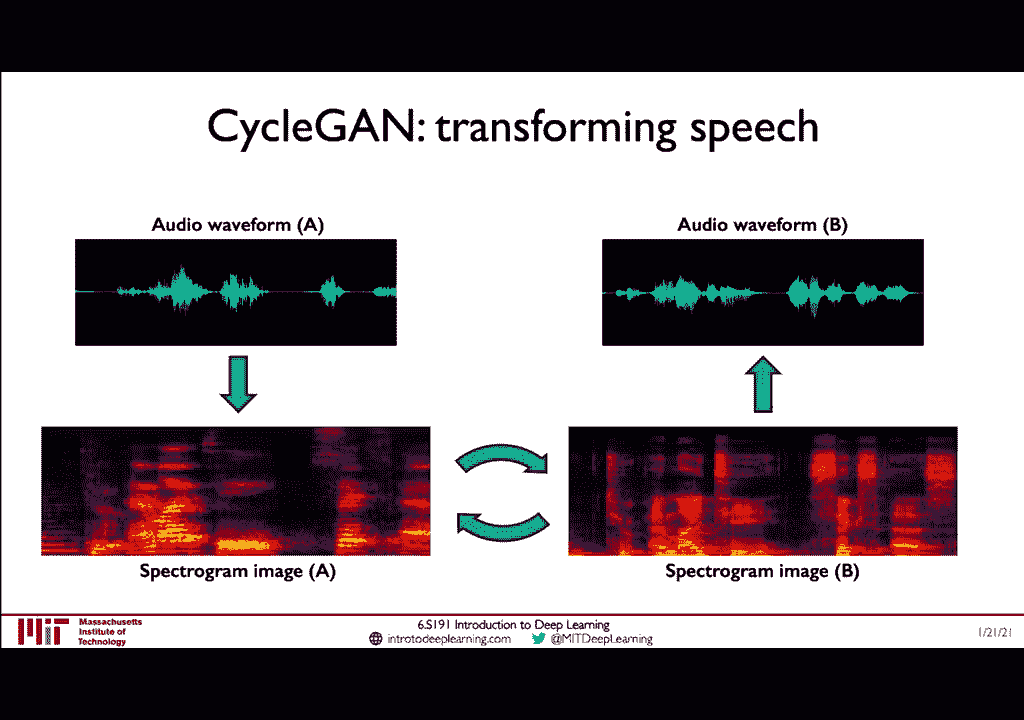 CycleGAN: transforming speech
Audio waveform (A)
Audio waveform (B)
Spectrogram image (A)
Spectrogram image (B)
MIT
Massachusetts
Institute of
Technology
6.S191 Introduction to Deep Learning
introtodeeplearning.com @MITDeepLearning
1/21/21